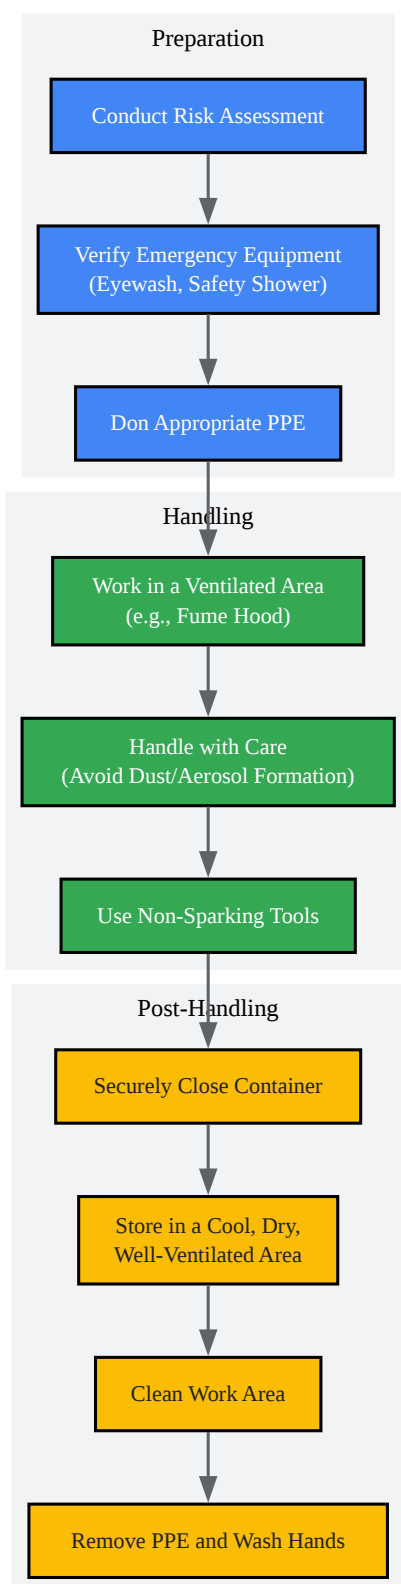 Preparation
Conduct Risk Assessment
Verify Emergency Equipment
(Eyewash, Safety Shower)
Don Appropriate PPE
Handling
Work in a Ventilated Area
(e.g., Fume Hood)
Handle with Care
(Avoid Dust/Aerosol Formation)
Use Non-Sparking Tools
Post-Handling
Securely Close Container
Store in a Cool, Dry,
Well-Ventilated Area
Clean Work Area
Remove PPE and Wash Hands